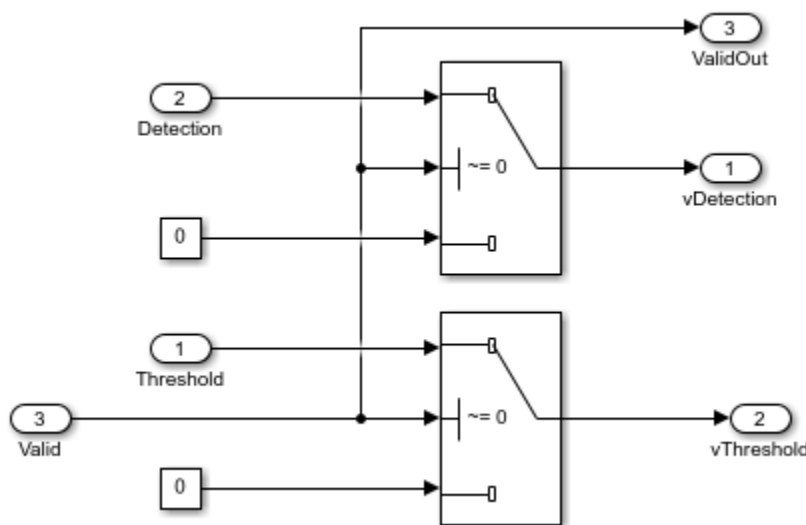 3
ValidOut
2
Detection
~= 0
1
vDetection
0
1
Threshold
3
Valid
~= 0
2
vThreshold
0